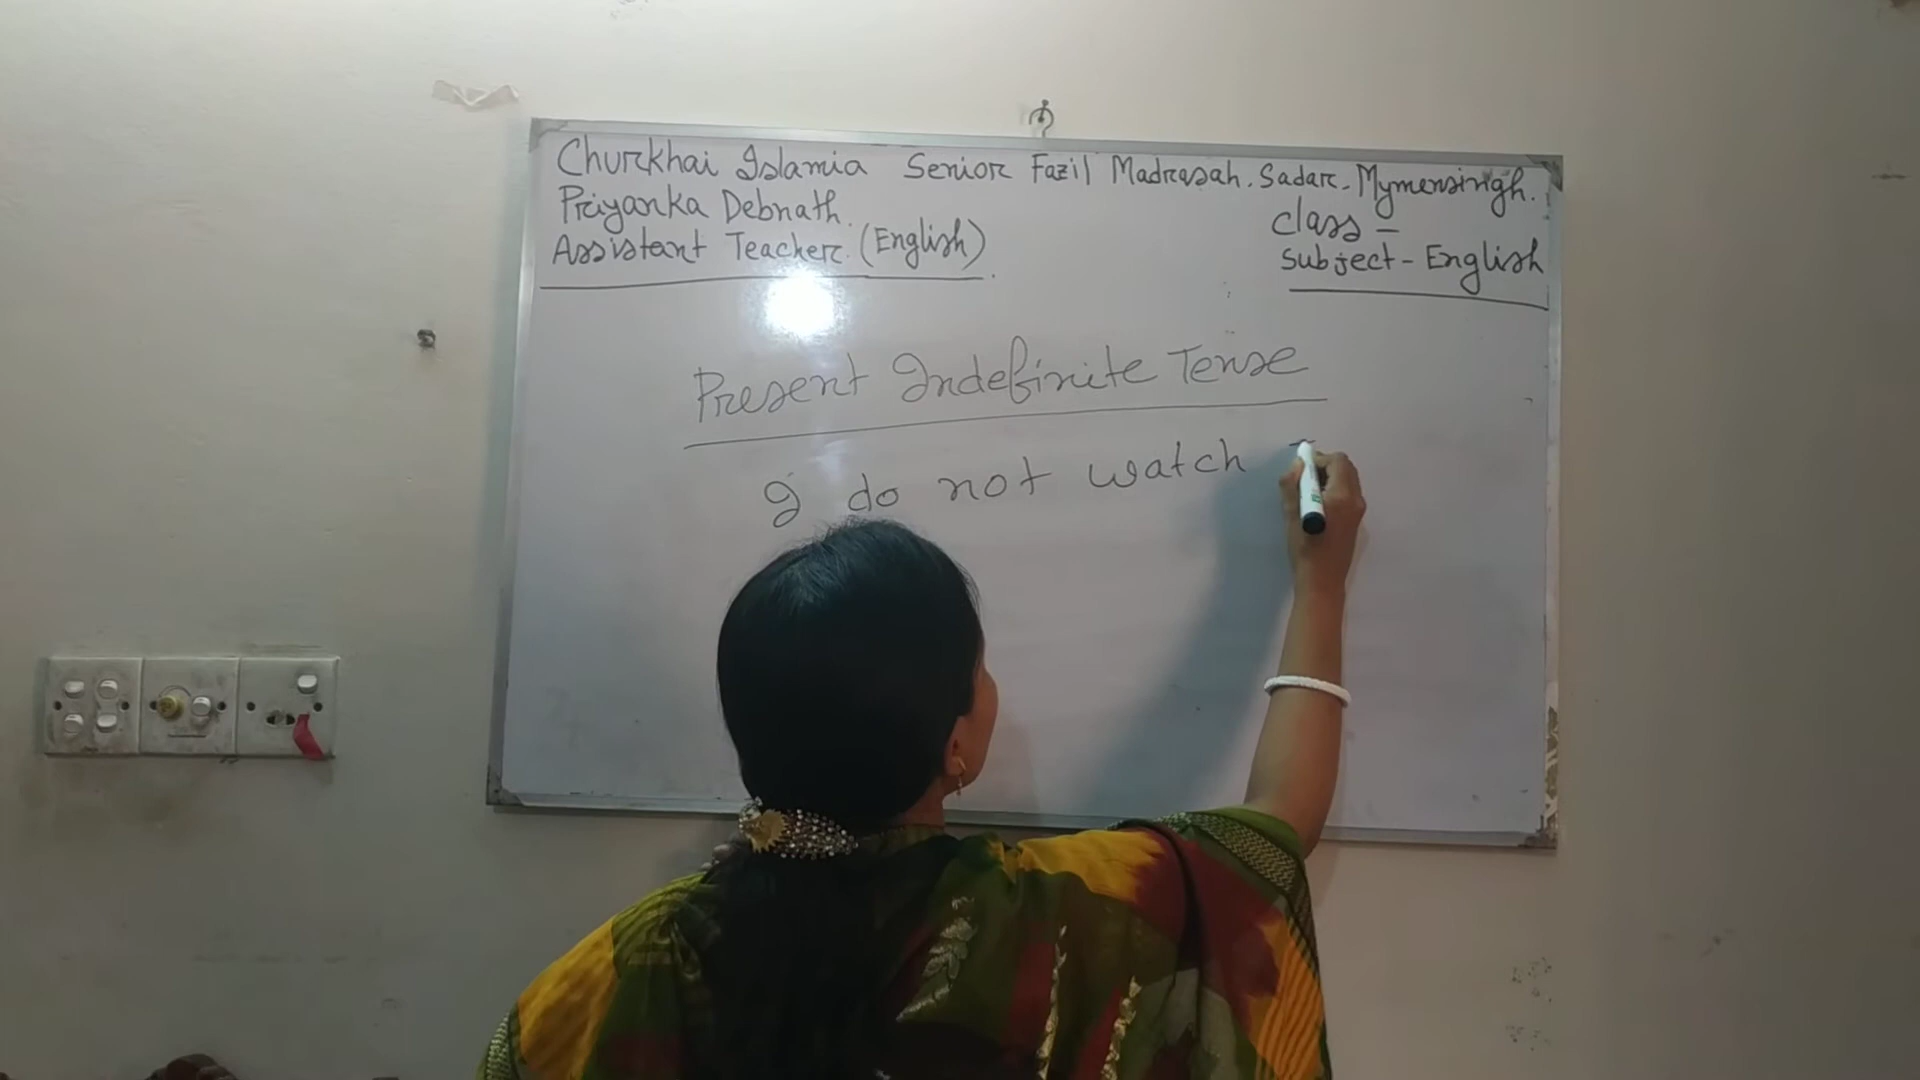 Churkhai Islamia Senior Fazil Madrasah. Sadar. Mymensingh.
Priyanka Debnath.
Assistant Teacher. (English)
class -
Subject - English
Present Indefinite Tense
I do not watch